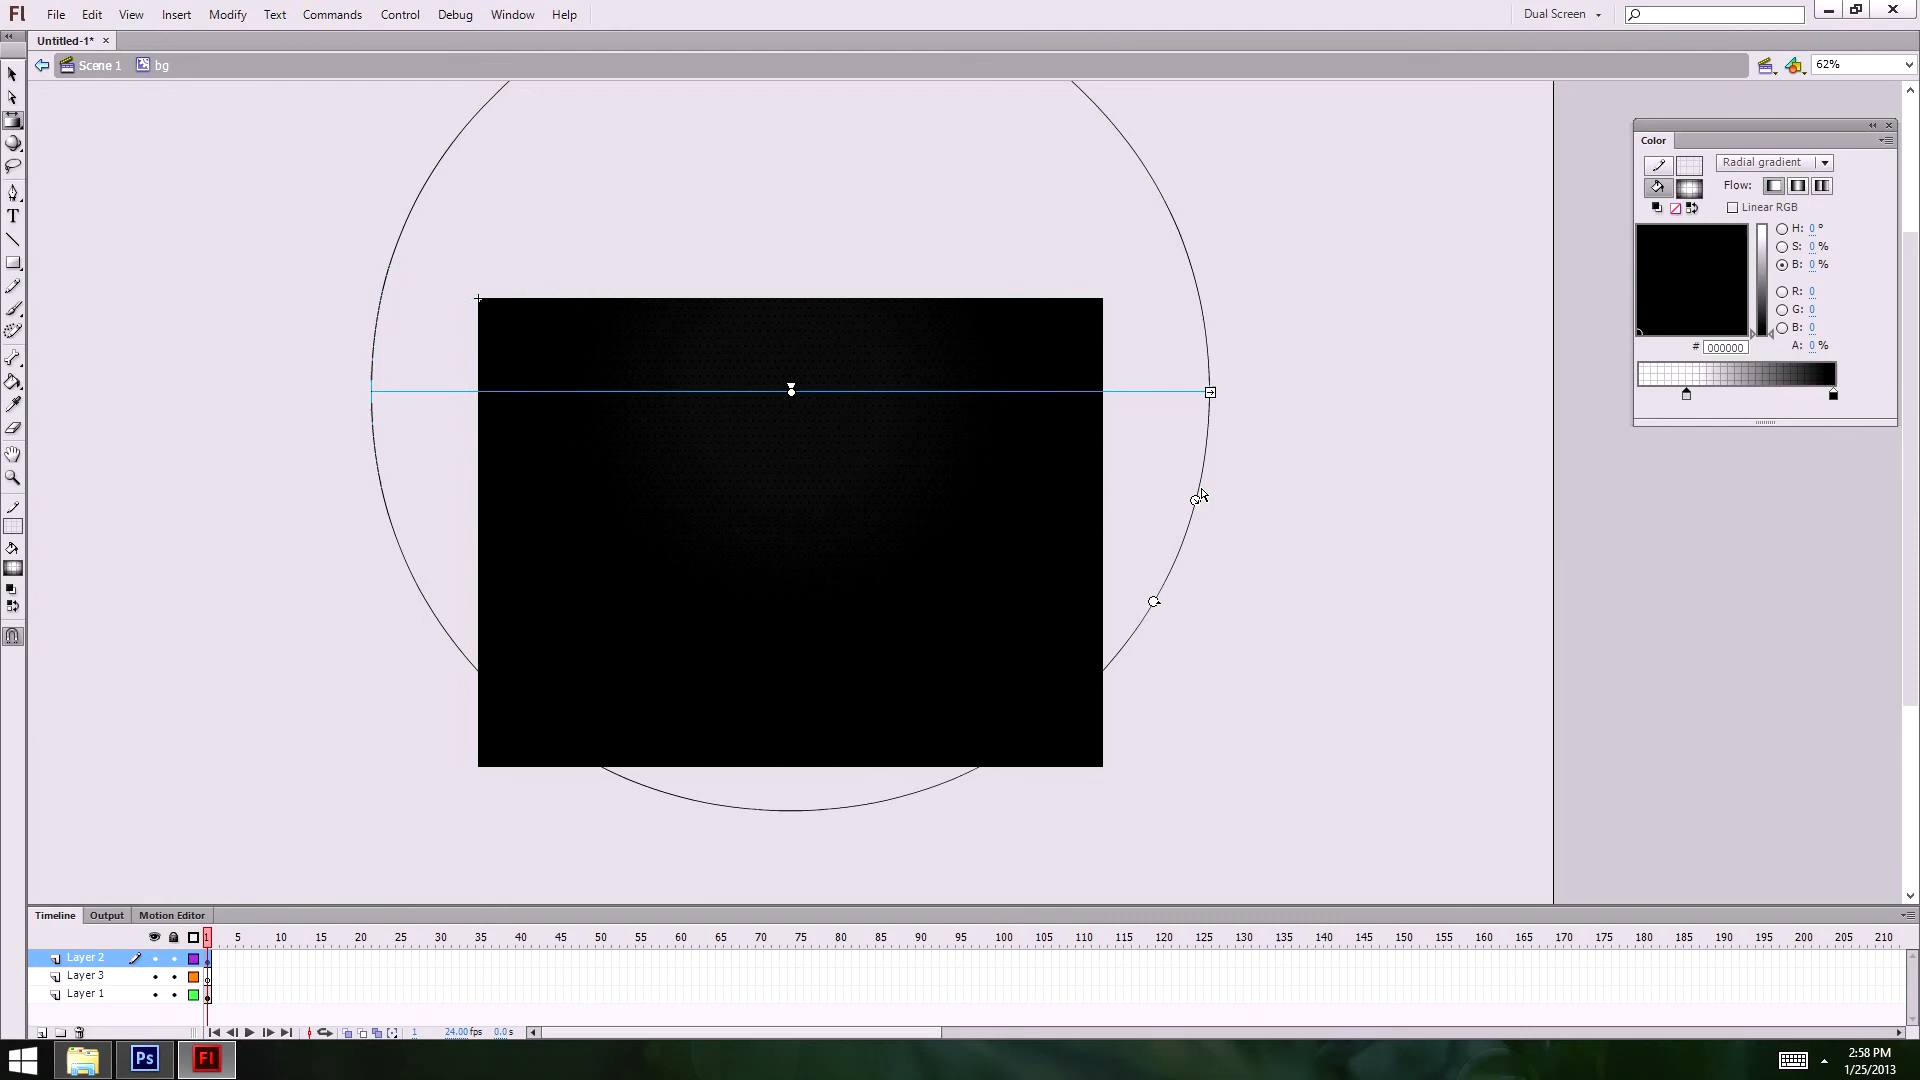 Fl File Edit View Insert Modify Text Commands Control Debug Window Help Dual Screen
Untitled-1* ×
Scene 1 bg 62%
Color
Radial gradient
Flow:
Linear RGB
H: 0 °
S: 0 %
B: 0 %
R: 0
G: 0
B: 0
# 000000 A: 0 %
T
Timeline Output Motion Editor
1 5 10 15 20 25 30 35 40 45 50 55 60 65 70 75 80 85 90 95 100 105 110 115 120 125 130 135 140 145 150 155 160 165 170 175 180 185 190 195 200 205 210
Layer 2
Layer 3
Layer 1
1 24.00 fps 0.0 s
Ps Fl 2:58 PM
1/25/2013